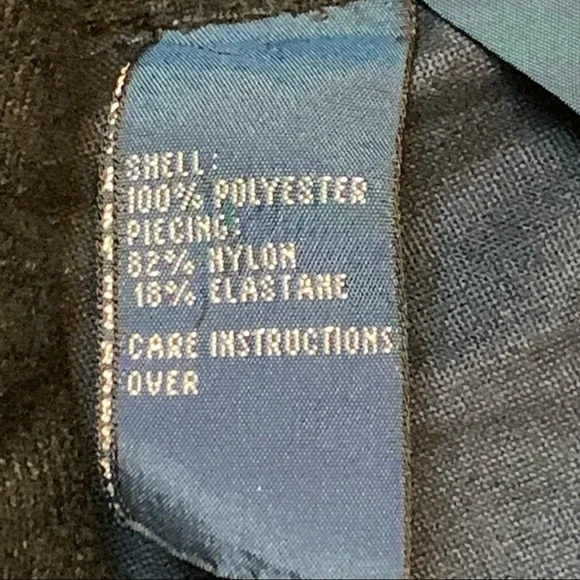 SHELL:
100% POLYESTER
PIECING:
82% NYLON
18% ELASTANE
CARE INSTRUCTIONS
OVER